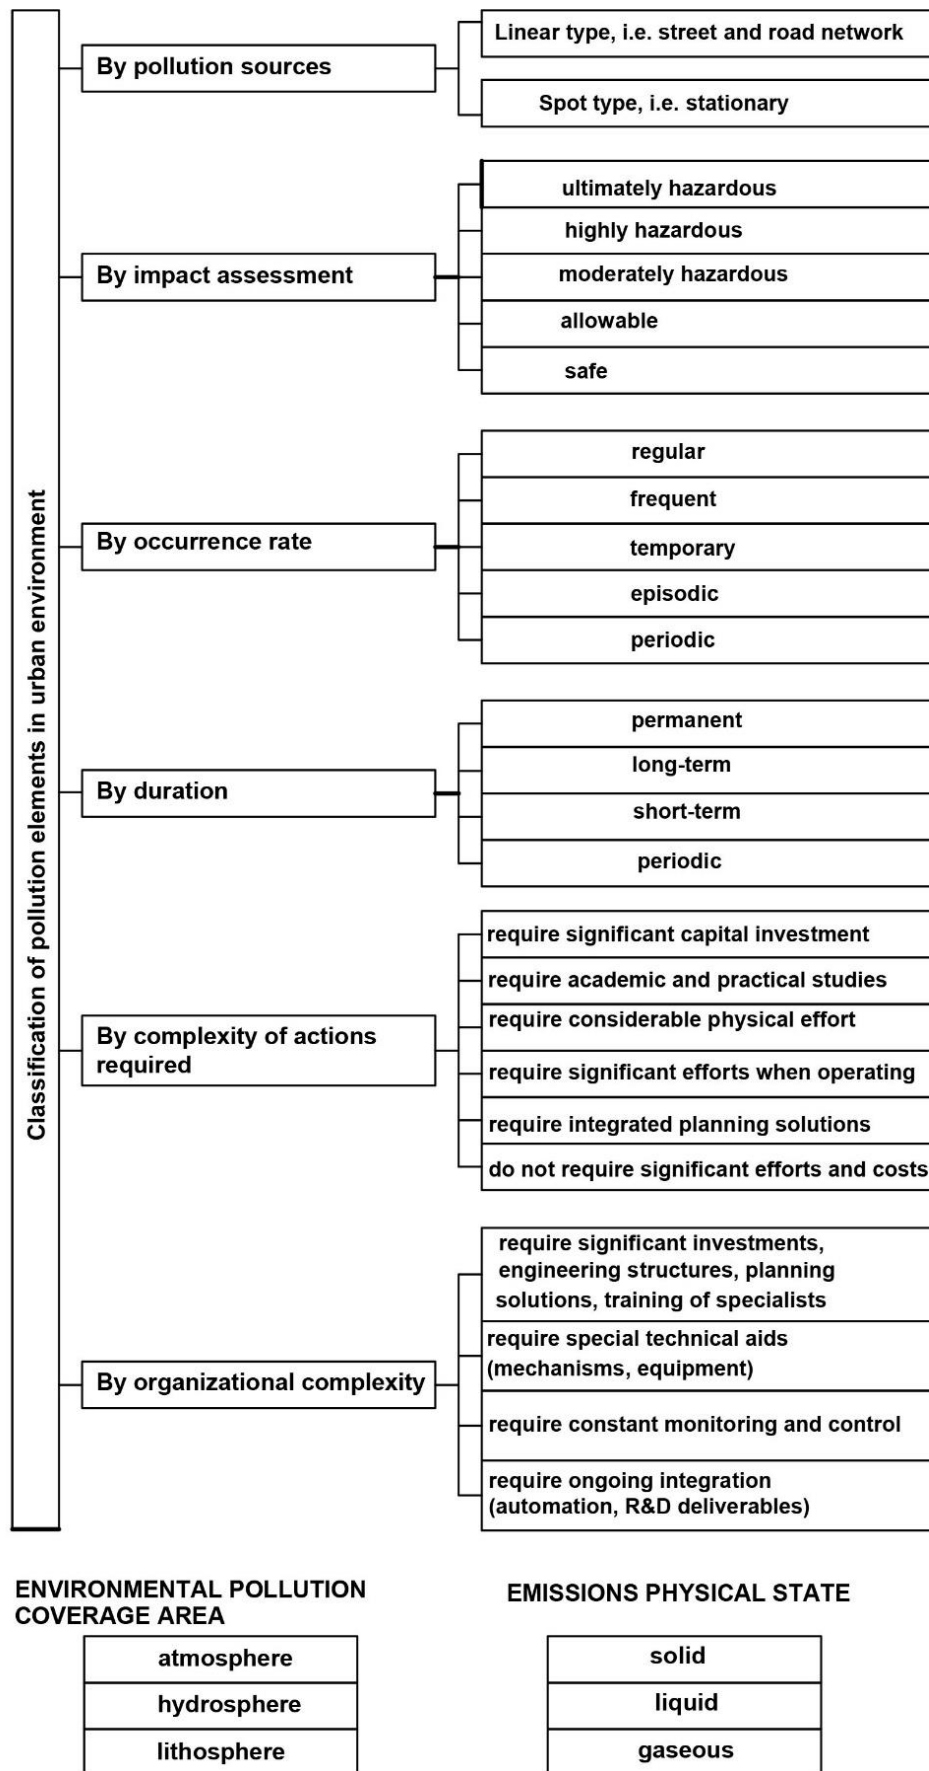 Classification of pollution elements in urban environment
By pollution sources
Linear type, i.e. street and road network
Spot type, i.e. stationary
By impact assessment
ultimately hazardous
highly hazardous
moderately hazardous
allowable
safe
By occurrence rate
regular
frequent
temporary
episodic
periodic
By duration
permanent
long-term
short-term
periodic
By complexity of actions
required
require significant capital investment
require academic and practical studies
require considerable physical effort
require significant efforts when operating
require integrated planning solutions
do not require significant efforts and costs
By organizational complexity
require significant investments,
engineering structures, planning
solutions, training of specialists
require special technical aids
(mechanisms, equipment)
require constant monitoring and control
require ongoing integration
(automation, R&D deliverables)
ENVIRONMENTAL POLLUTION
COVERAGE AREA
atmosphere
hydrosphere
lithosphere
EMISSIONS PHYSICAL STATE
solid
liquid
gaseous